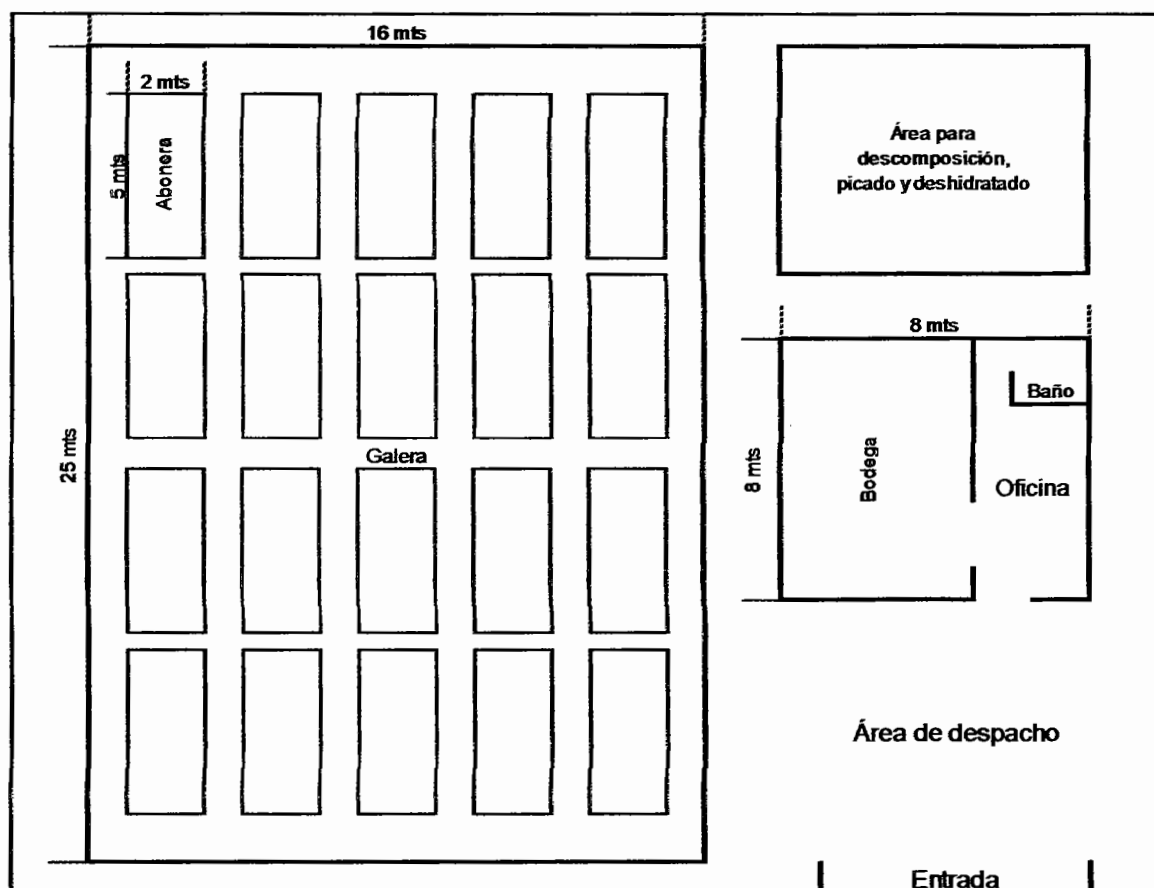 16 mts
2 mts
5 mts
Abonera
Área para
descomposición,
picado y deshidratado
8 mts
Baño
25 mts
Galera
8 mts
Bodega
Oficina
Área de despacho
Entrada